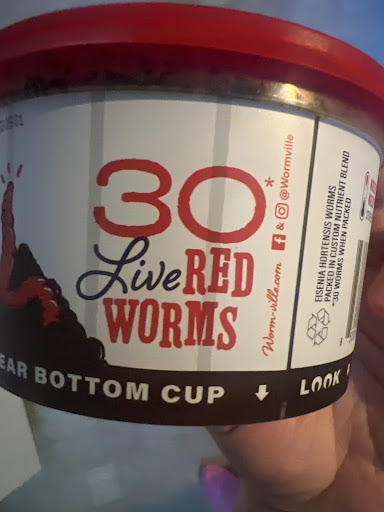 30*
Live RED
WORMS
Worm-ville.com
& @Wormville
EISENIA HORTENSIS WORMS
PACKED IN CUSTOM NUTRIENT BLEND
*30 WORMS WHEN PACKED
EAR BOTTOM CUP ↓ LOOK